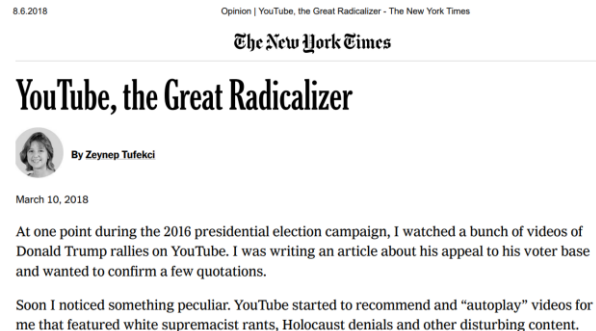 8.6.2018
Opinion | YouTube, the Great Radicalizer - The New York Times
The New York Times
YouTube, the Great Radicalizer
By Zeynep Tufekci
March 10, 2018
At one point during the 2016 presidential election campaign, I watched a bunch of videos of
Donald Trump rallies on YouTube. I was writing an article about his appeal to his voter base
and wanted to confirm a few quotations.
Soon I noticed something peculiar. YouTube started to recommend and “autoplay” videos for
me that featured white supremacist rants, Holocaust denials and other disturbing content.